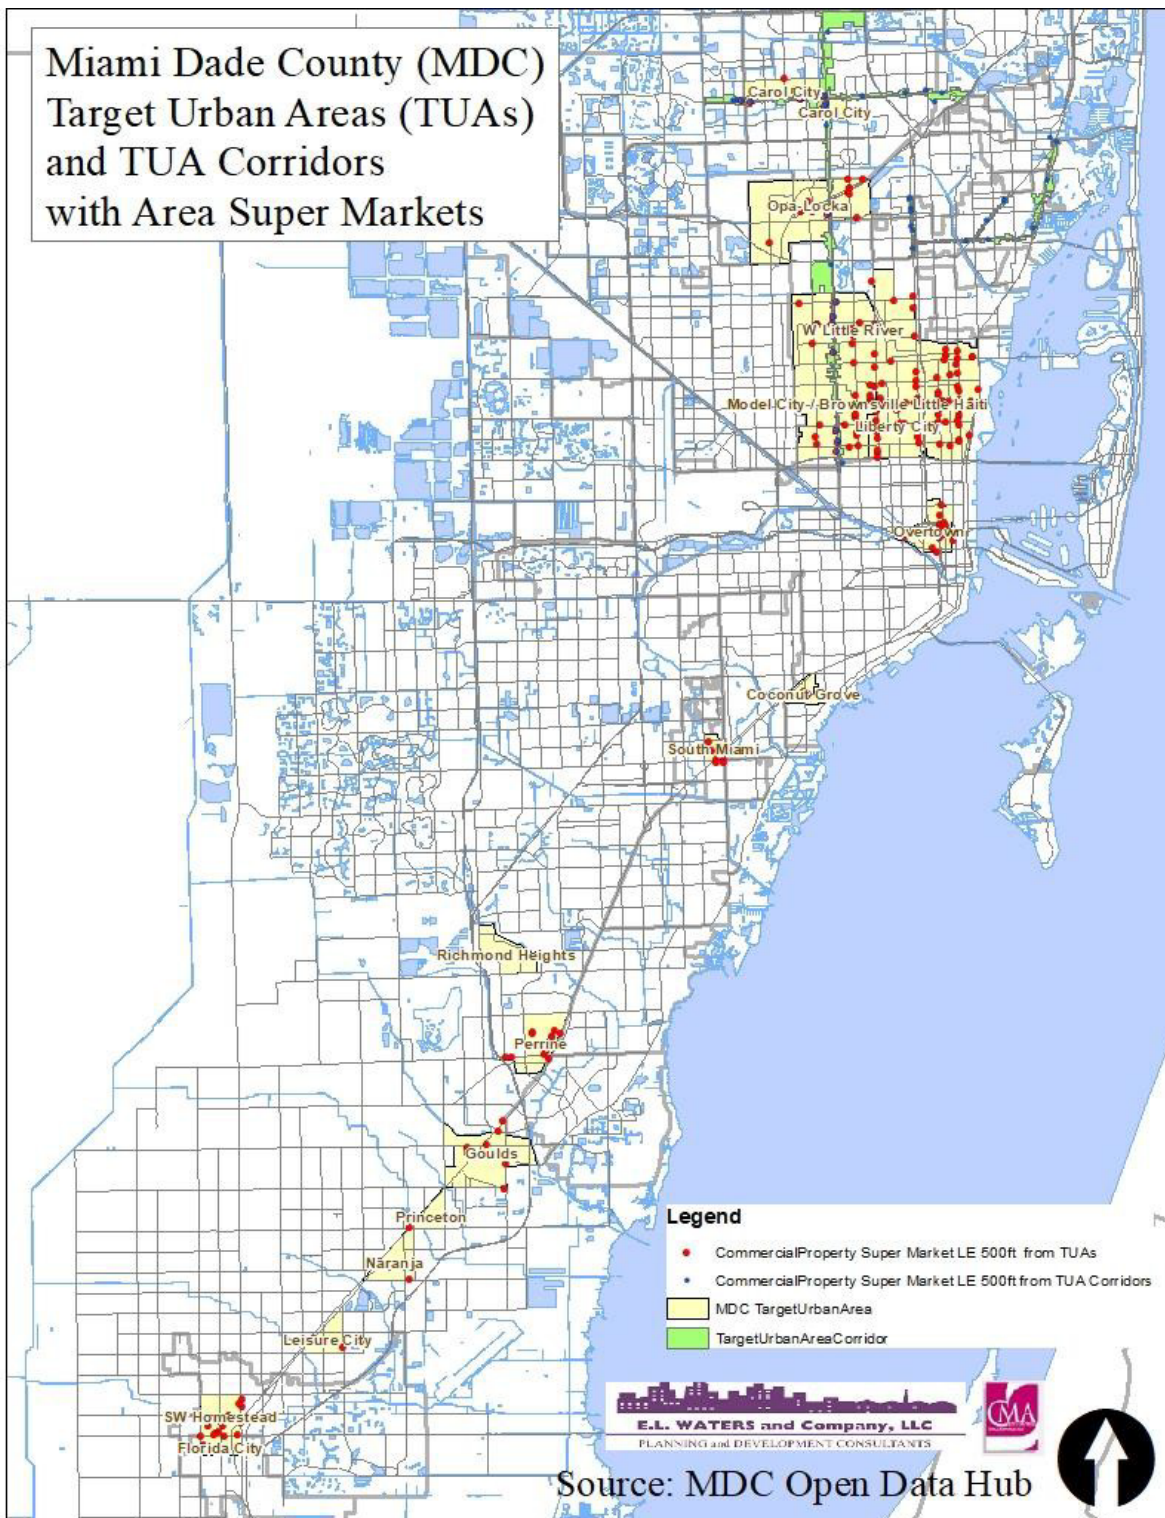 Miami Dade County (MDC)
Target Urban Areas (TUAs)
and TUA Corridors
with Area Super Markets
Carol City
Carol City
Opa-Locka
W Little River
Model City-/ Brownsville Little Haiti
Liberty City
Overtown
Coconut Grove
South Miami
Richmond Heights
Perrine
Goulds
Princeton
Naranja
Leisure City
SW Homestead
Florida City
Legend
CommercialProperty Super Market LE 500ft from TUAs
CommercialProperty Super Market LE 500ft from TUA Corridors
MDC TargetUrbanArea
TargetUrbanAreaCorridor
E.L. WATERS and Company, LLC
PLANNING and DEVELOPMENT CONSULTANTS
CMA
Source: MDC Open Data Hub